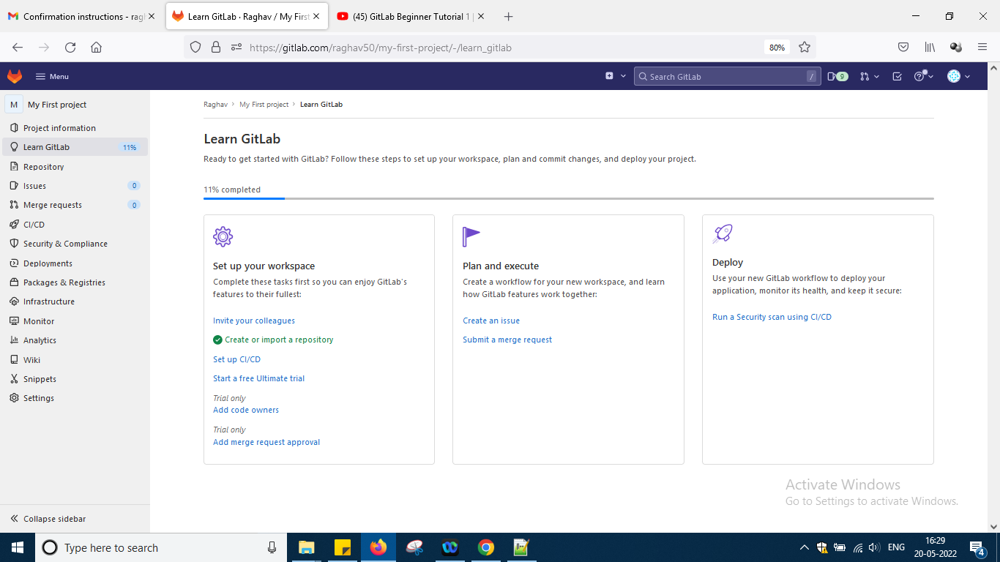 Confirmation instructions - ragh
Learn GitLab · Raghav / My First
(45) GitLab Beginner Tutorial 1 |
https://gitlab.com/raghav50/my-first-project/-/learn_gitlab
80%
Menu
Search GitLab
/
9
M
My First project
Project information
Learn GitLab
11%
Repository
Issues
0
Merge requests
0
CI/CD
Security & Compliance
Deployments
Packages & Registries
Infrastructure
Monitor
Analytics
Wiki
Snippets
Settings
Collapse sidebar
Raghav > My First project > Learn GitLab
Learn GitLab
Ready to get started with GitLab? Follow these steps to set up your workspace, plan and commit changes, and deploy your project.
11% completed
Set up your workspace
Complete these tasks first so you can enjoy GitLab's
features to their fullest:
Invite your colleagues
Create or import a repository
Set up CI/CD
Start a free Ultimate trial
Trial only
Add code owners
Trial only
Add merge request approval
Plan and execute
Create a workflow for your new workspace, and learn
how GitLab features work together:
Create an issue
Submit a merge request
Deploy
Use your new GitLab workflow to deploy your
application, monitor its health, and keep it secure:
Run a Security scan using CI/CD
Activate Windows
Go to Settings to activate Windows.
Type here to search
ENG
16:29
20-05-2022
4